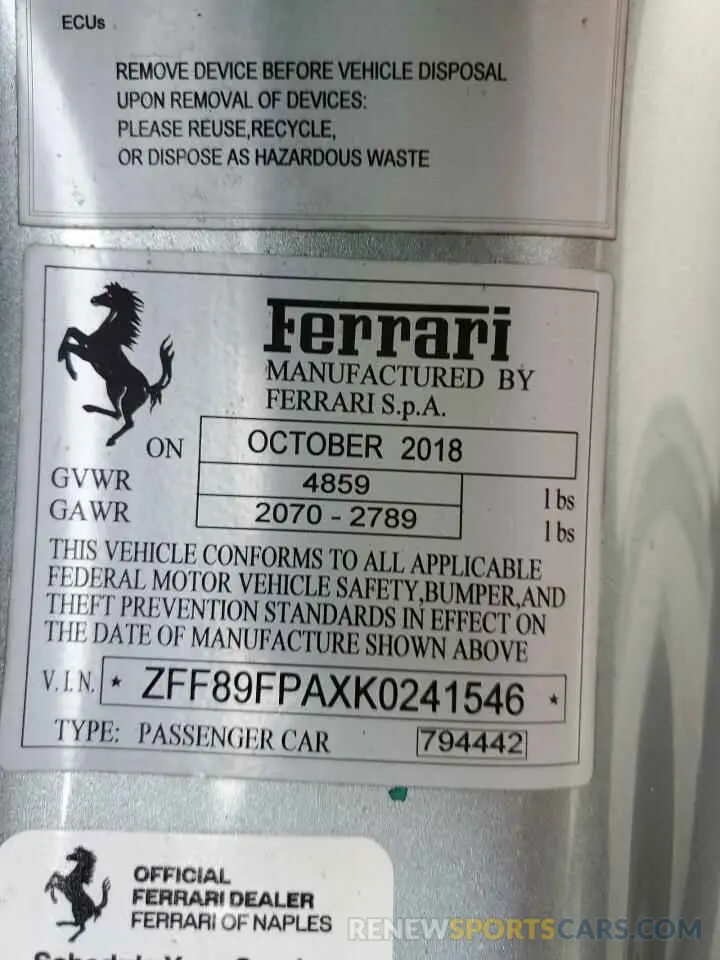 ECUs
REMOVE DEVICE BEFORE VEHICLE DISPOSAL
UPON REMOVAL OF DEVICES:
PLEASE REUSE,RECYCLE,
OR DISPOSE AS HAZARDOUS WASTE
Ferrari
MANUFACTURED BY
FERRARI S.p.A.
ON OCTOBER 2018
GVWR 4859 lbs
GAWR 2070 - 2789 lbs
THIS VEHICLE CONFORMS TO ALL APPLICABLE
FEDERAL MOTOR VEHICLE SAFETY,BUMPER,AND
THEFT PREVENTION STANDARDS IN EFFECT ON
THE DATE OF MANUFACTURE SHOWN ABOVE
V.I.N. * ZFF89FPAXK0241546 *
TYPE: PASSENGER CAR 794442
OFFICIAL
FERRARI DEALER
FERRARI OF NAPLES
RENEWSPORTSCARS.COM